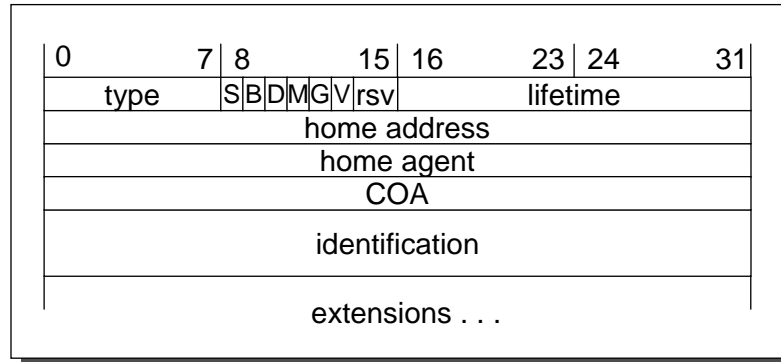 0 7 8 15 16 23 24 31
type S B D M G V rsv lifetime
home address
home agent
COA
identification
extensions . . .